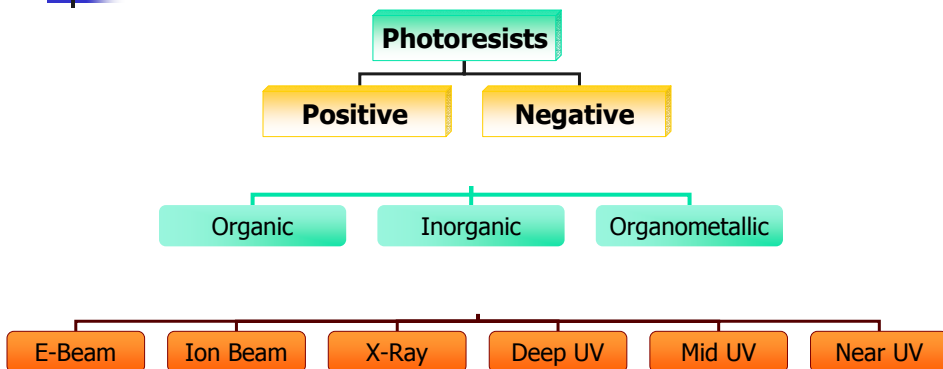 Photoresists
Positive Negative
Organic Inorganic Organometallic
E-Beam Ion Beam X-Ray Deep UV Mid UV Near UV